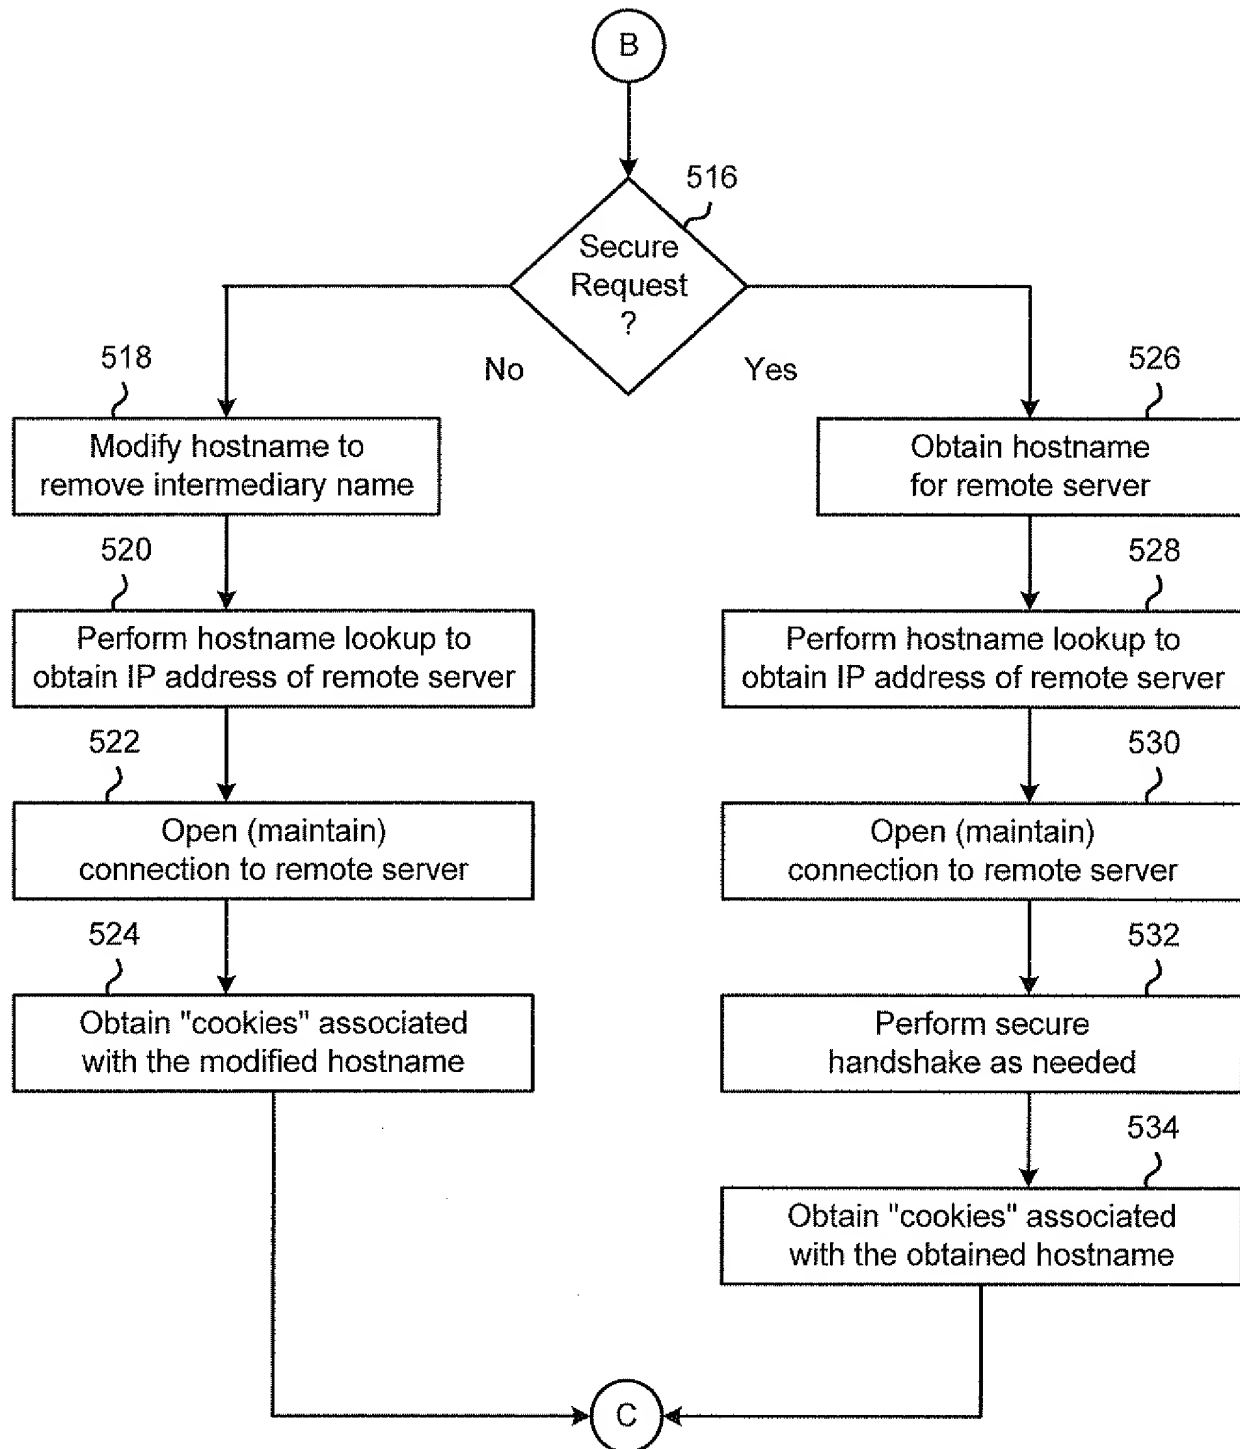 B
516
Secure
Request
?
No
Yes
518
Modify hostname to
remove intermediary name
526
Obtain hostname
for remote server
520
Perform hostname lookup to
obtain IP address of remote server
528
Perform hostname lookup to
obtain IP address of remote server
522
Open (maintain)
connection to remote server
530
Open (maintain)
connection to remote server
524
Obtain "cookies" associated
with the modified hostname
532
Perform secure
handshake as needed
534
Obtain "cookies" associated
with the obtained hostname
C